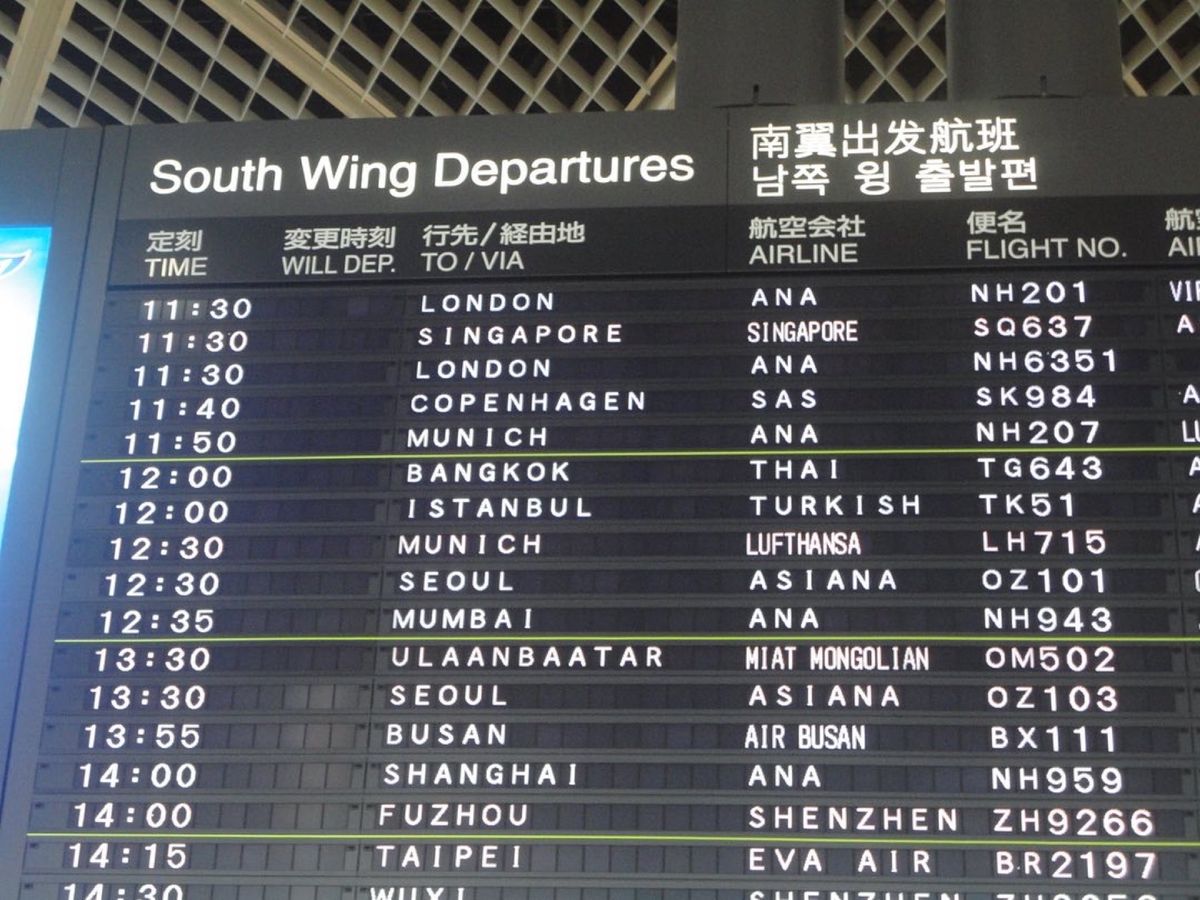 South Wing Departures 南翼出发航班
남쪽 윙 출발편
定刻 変更時刻 行先/経由地 航空会社 便名
TIME WILL DEP. TO / VIA AIRLINE FLIGHT NO.
11:30 LONDON ANA NH201
11:30 SINGAPORE SINGAPORE SQ637
11:30 LONDON ANA NH6351
11:40 COPENHAGEN SAS SK984
11:50 MUNICH ANA NH207
12:00 BANGKOK THAI TG643
12:00 ISTANBUL TURKISH TK51
12:30 MUNICH LUFTHANSA LH715
12:30 SEOUL ASIANA OZ101
12:35 MUMBAI ANA NH943
13:30 ULAANBAATAR MIAT MONGOLIAN OM502
13:30 SEOUL ASIANA OZ103
13:55 BUSAN AIR BUSAN BX111
14:00 SHANGHAI ANA NH959
14:00 FUZHOU SHENZHEN ZH9266
14:15 TAIPEI EVA AIR BR2197
14:30 WUXI SHENZHEN